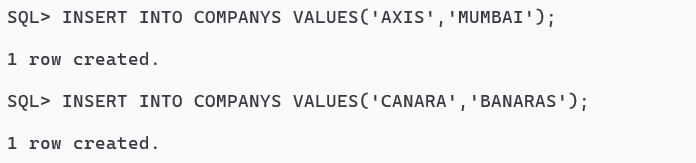 SQL> INSERT INTO COMPANYS VALUES('AXIS','MUMBAI');
1 row created.
SQL> INSERT INTO COMPANYS VALUES('CANARA','BANARAS');
1 row created.